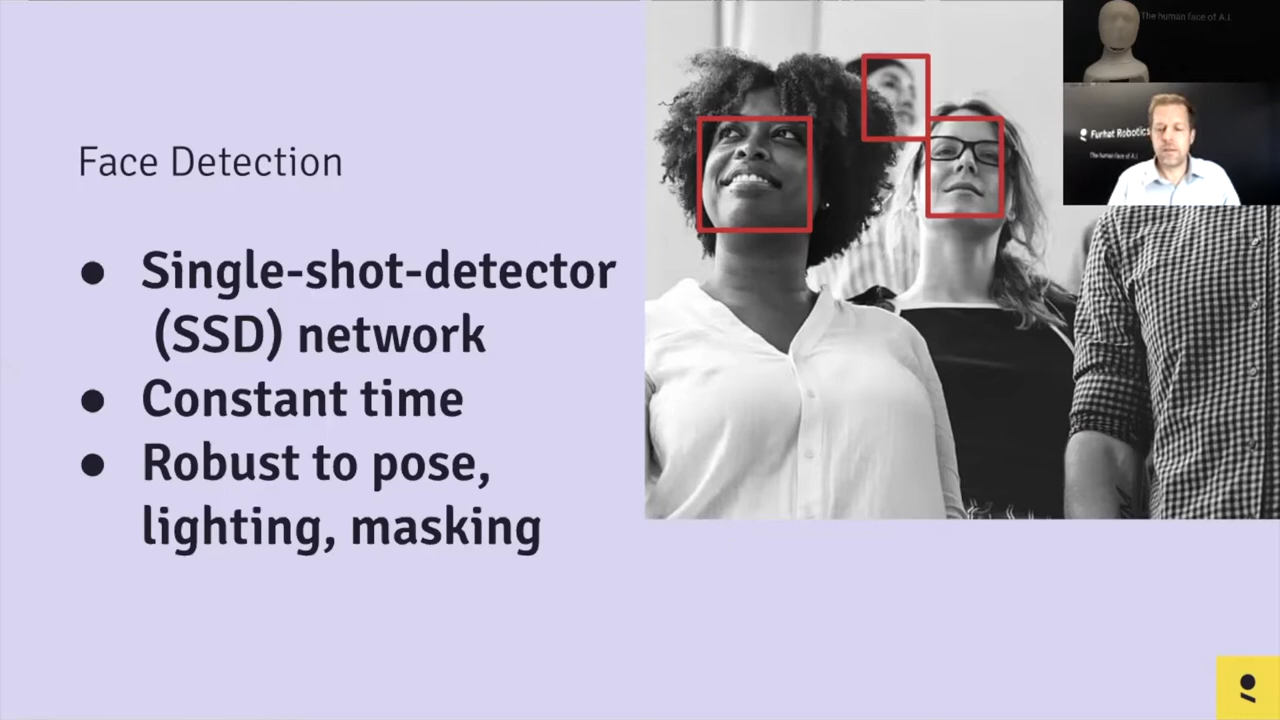 Face Detection
● Single-shot-detector
(SSD) network
● Constant time
● Robust to pose,
lighting, masking
The human face of A.I.
Furhat Robotics
The human face of A.I.